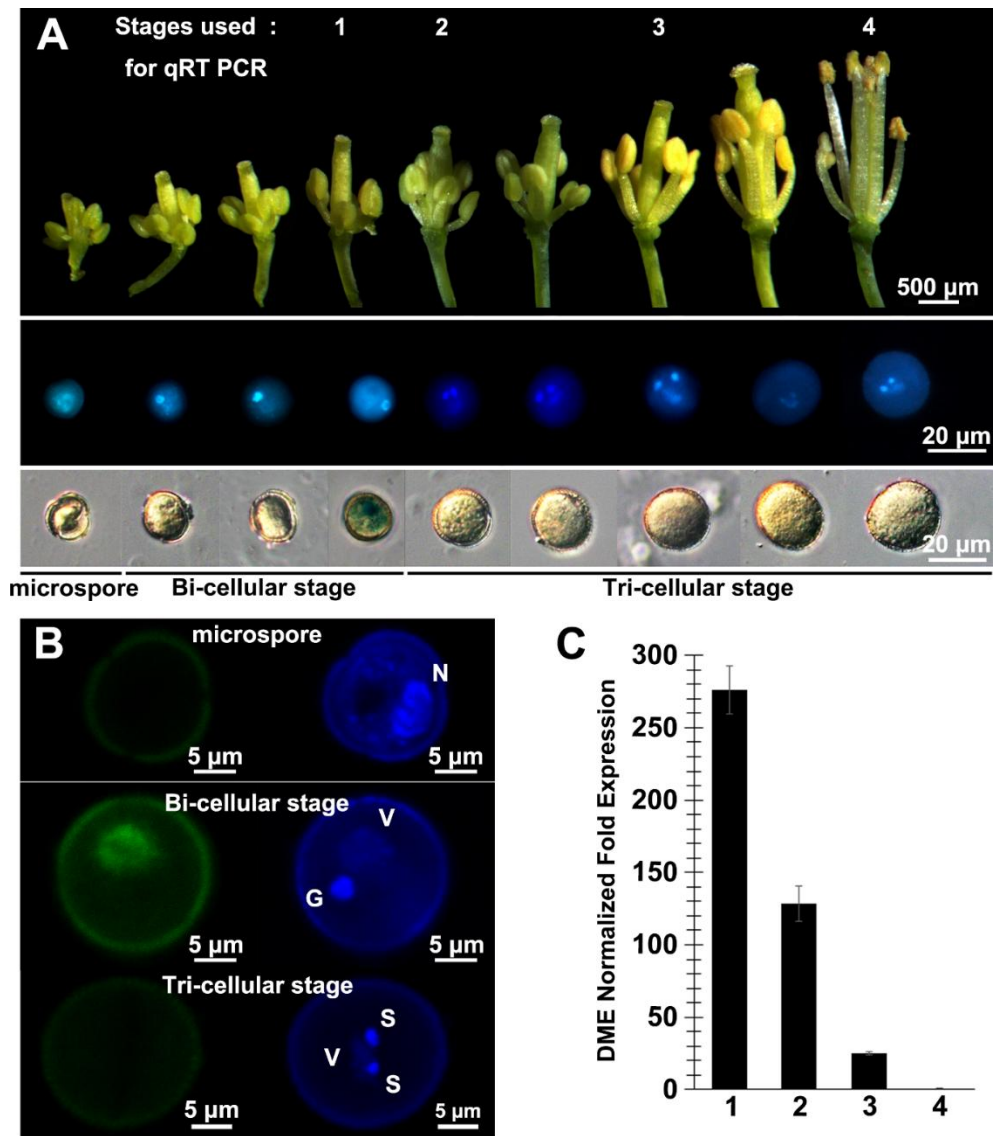 A
Stages used : 1 2 3 4
for qRT PCR
500 μm
20 μm
20 μm
microspore Bi-cellular stage Tri-cellular stage
B
microspore
N
5 μm 5 μm
Bi-cellular stage
V
G
5 μm 5 μm
Tri-cellular stage
S
V
S
5 μm 5 μm
C
DME Normalized Fold Expression
300
250
200
150
100
50
0
1 2 3 4